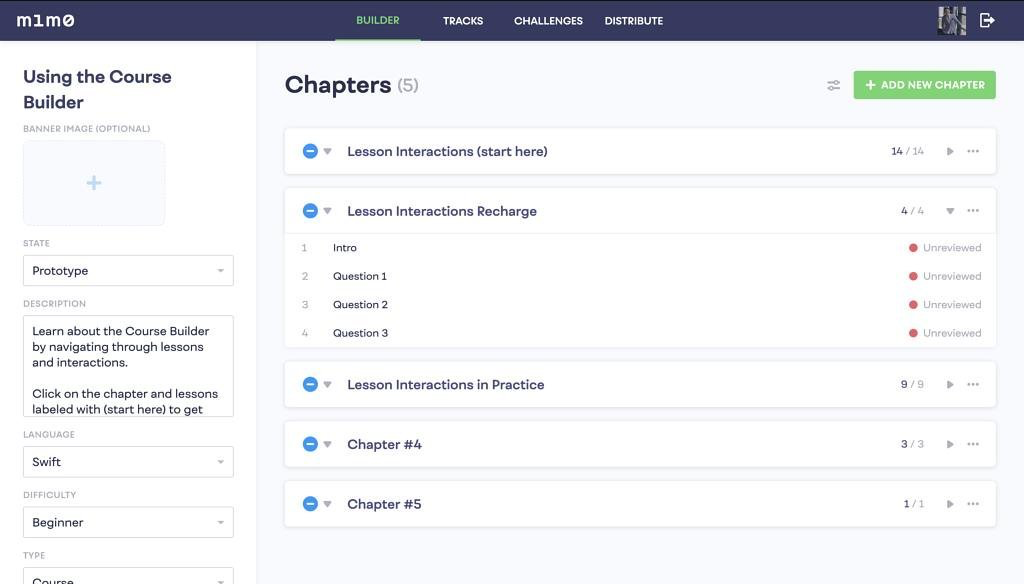 m1m0
BUILDER
TRACKS
CHALLENGES
DISTRIBUTE
Using the Course
Builder
BANNER IMAGE (OPTIONAL)
STATE
Prototype
DESCRIPTION
Learn about the Course Builder
by navigating through lessons
and interactions.
Click on the chapter and lessons
labeled with (start here) to get
LANGUAGE
Swift
DIFFICULTY
Beginner
TYPE
Course
Chapters (5)
+ ADD NEW CHAPTER
Lesson Interactions (start here) 14 / 14
Lesson Interactions Recharge 4 / 4
1 Intro Unreviewed
2 Question 1 Unreviewed
3 Question 2 Unreviewed
4 Question 3 Unreviewed
Lesson Interactions in Practice 9 / 9
Chapter #4 3 / 3
Chapter #5 1 / 1